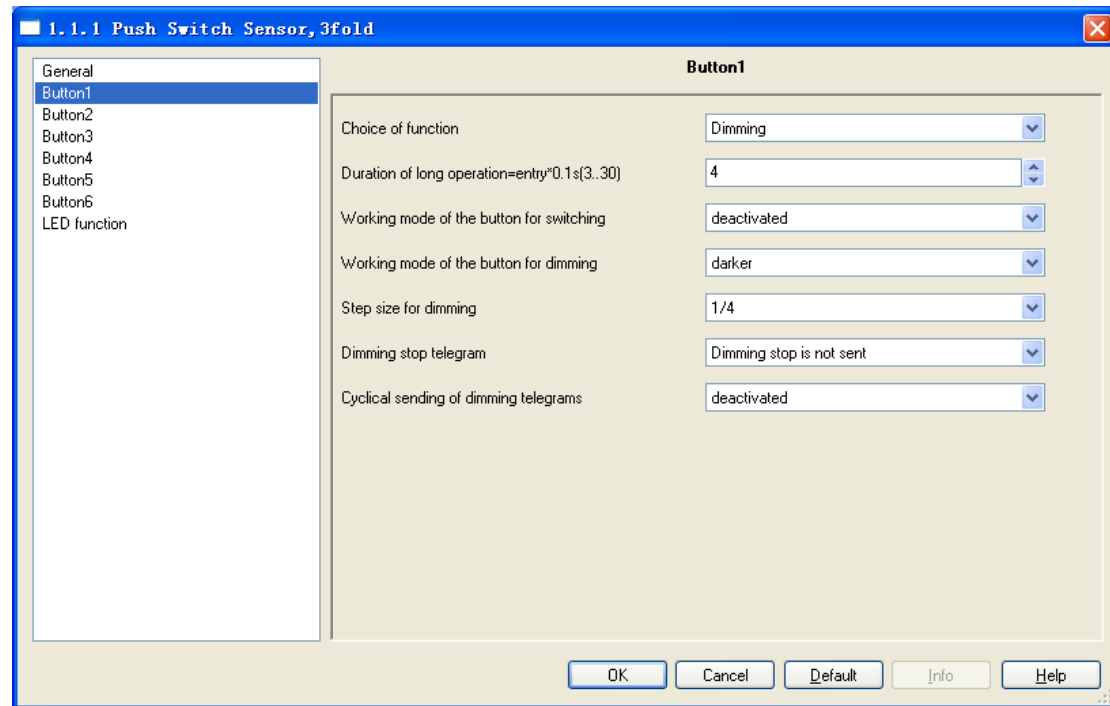 1.1.1 Push Switch Sensor,3fold
General
Button1
Button2
Button3
Button4
Button5
Button6
LED function
Button1
Choice of function Dimming
Duration of long operation=entry*0.1s(3..30) 4
Working mode of the button for switching deactivated
Working mode of the button for dimming darker
Step size for dimming 1/4
Dimming stop telegram Dimming stop is not sent
Cyclical sending of dimming telegrams deactivated
OK Cancel Default Info Help